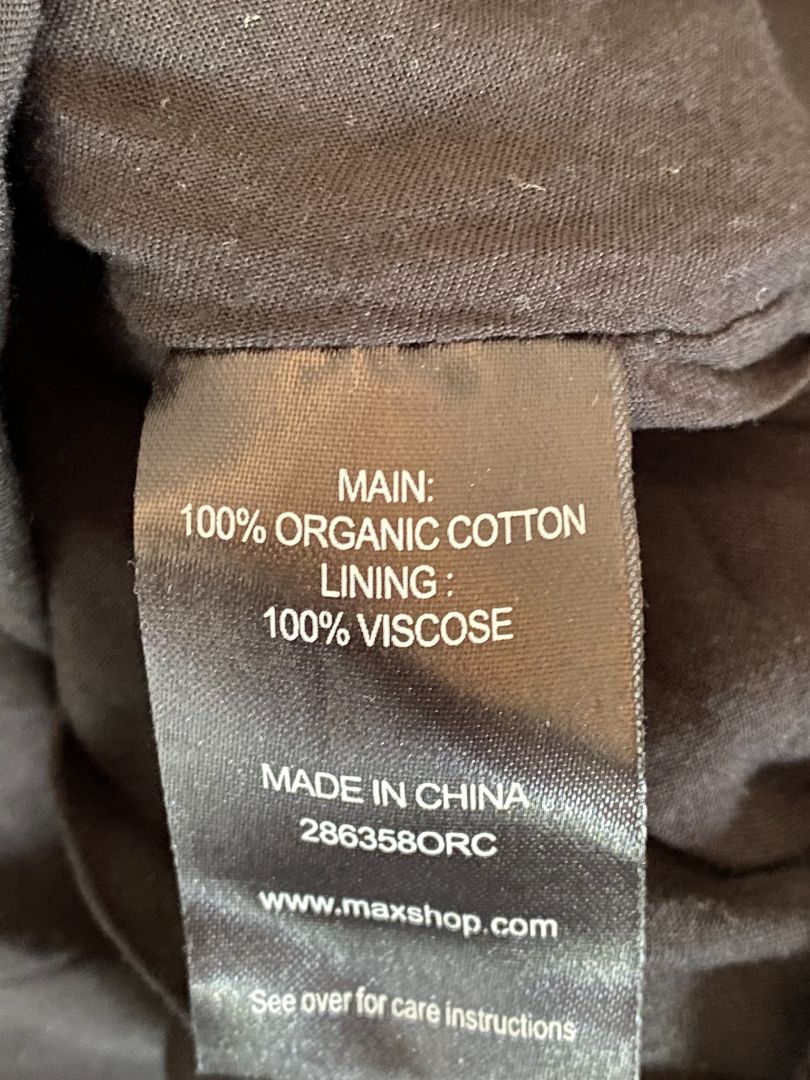 MAIN:
100% ORGANIC COTTON
LINING :
100% VISCOSE
MADE IN CHINA
286358ORC
www.maxshop.com
See over for care instructions